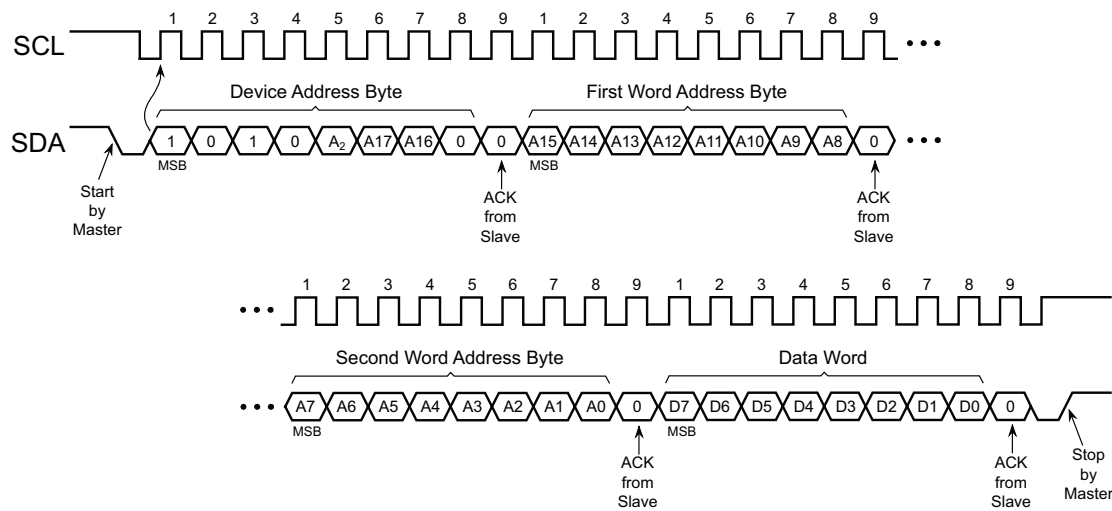 1 2 3 4 5 6 7 8 9 1 2 3 4 5 6 7 8 9
SCL
Device Address Byte First Word Address Byte
SDA 1 0 1 0 A2 A17 A16 0 0 A15 A14 A13 A12 A11 A10 A9 A8 0
MSB MSB
Start
by
Master
ACK
from
Slave
ACK
from
Slave
1 2 3 4 5 6 7 8 9 1 2 3 4 5 6 7 8 9
Second Word Address Byte Data Word
A7 A6 A5 A4 A3 A2 A1 A0 0 D7 D6 D5 D4 D3 D2 D1 D0 0
MSB MSB
ACK
from
Slave
ACK
from
Slave
Stop
by
Master